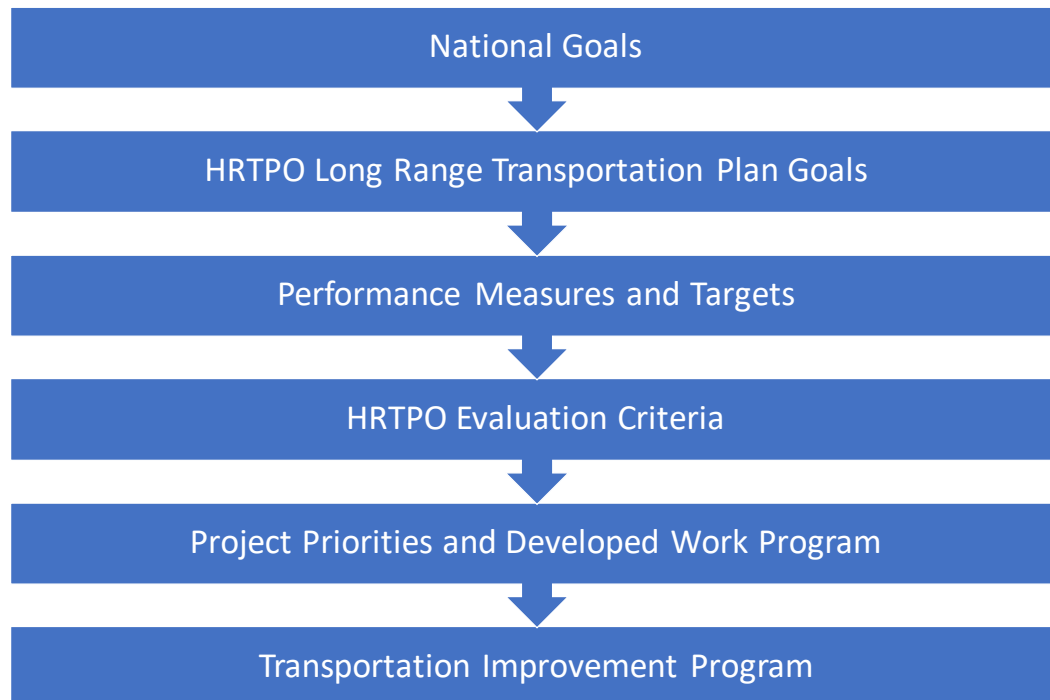 National Goals
HRTPO Long Range Transportation Plan Goals
Performance Measures and Targets
HRTPO Evaluation Criteria
Project Priorities and Developed Work Program
Transportation Improvement Program